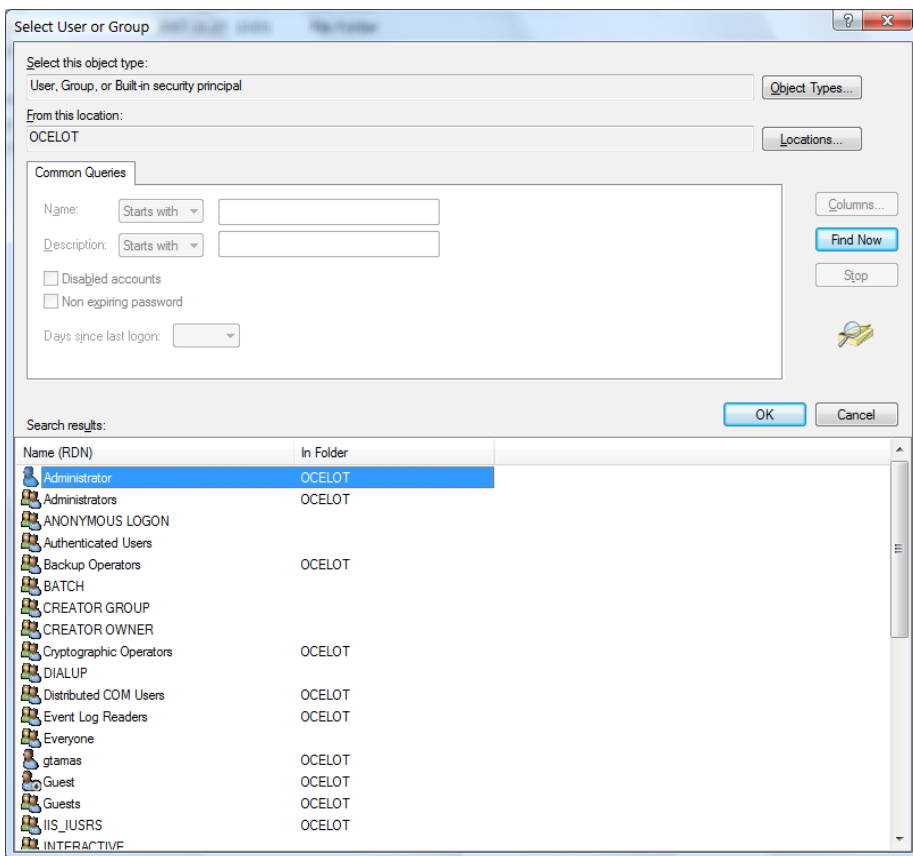 Select User or Group
Select this object type:
User, Group, or Built-in security principal
Object Types...
From this location:
OCELOT
Locations...
Common Queries
Name:
Starts with
Columns...
Description:
Starts with
Find Now
Disabled accounts
Stop
Non expiring password
Days since last logon:
OK
Cancel
Search results:
Name (RDN) In Folder
Administrator OCELOT
Administrators OCELOT
ANONYMOUS LOGON
Authenticated Users
Backup Operators OCELOT
BATCH
CREATOR GROUP
CREATOR OWNER
Cryptographic Operators OCELOT
DIALUP
Distributed COM Users OCELOT
Event Log Readers OCELOT
Everyone
gtamas OCELOT
Guest OCELOT
Guests OCELOT
IIS_IUSRS OCELOT
INTERACTIVE